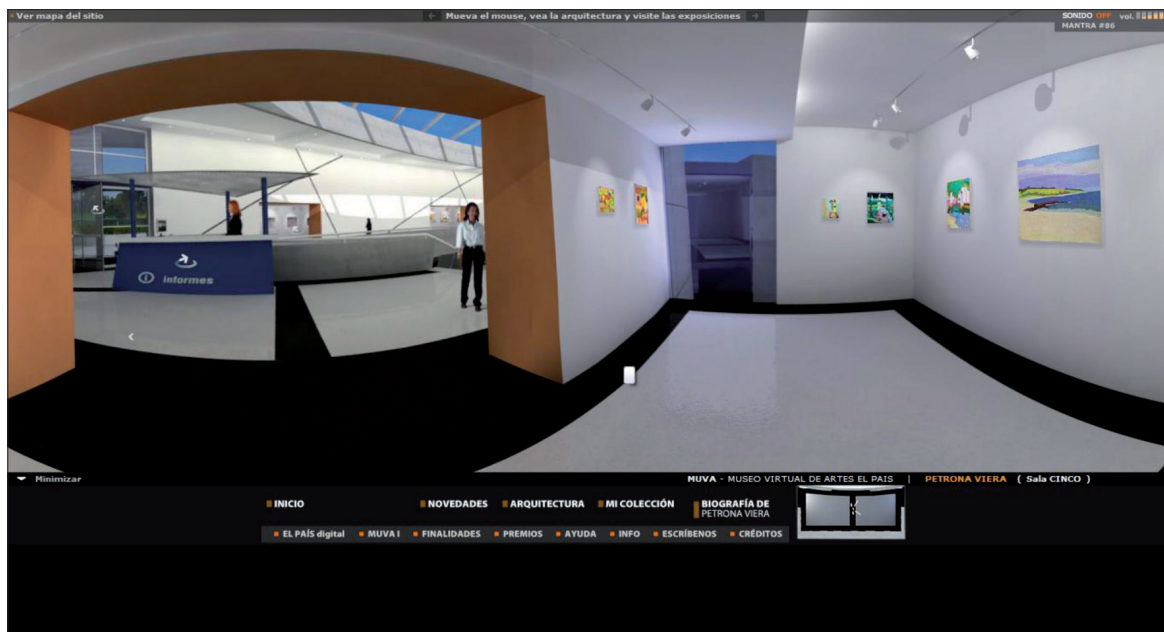 Ver mapa del sitio
← Mueva el mouse, vea la arquitectura y visite las exposiciones →
SONIDO OFF vol.
MANTRA #86
i informes
Minimizar
MUVA - MUSEO VIRTUAL DE ARTES EL PAIS | PETRONA VIERA ( Sala CINCO )
INICIO NOVEDADES ARQUITECTURA MI COLECCIÓN BIOGRAFÍA DE
PETRONA VIERA
EL PAÍS digital MUVA I FINALIDADES PREMIOS AYUDA INFO ESCRÍBENOS CRÉDITOS